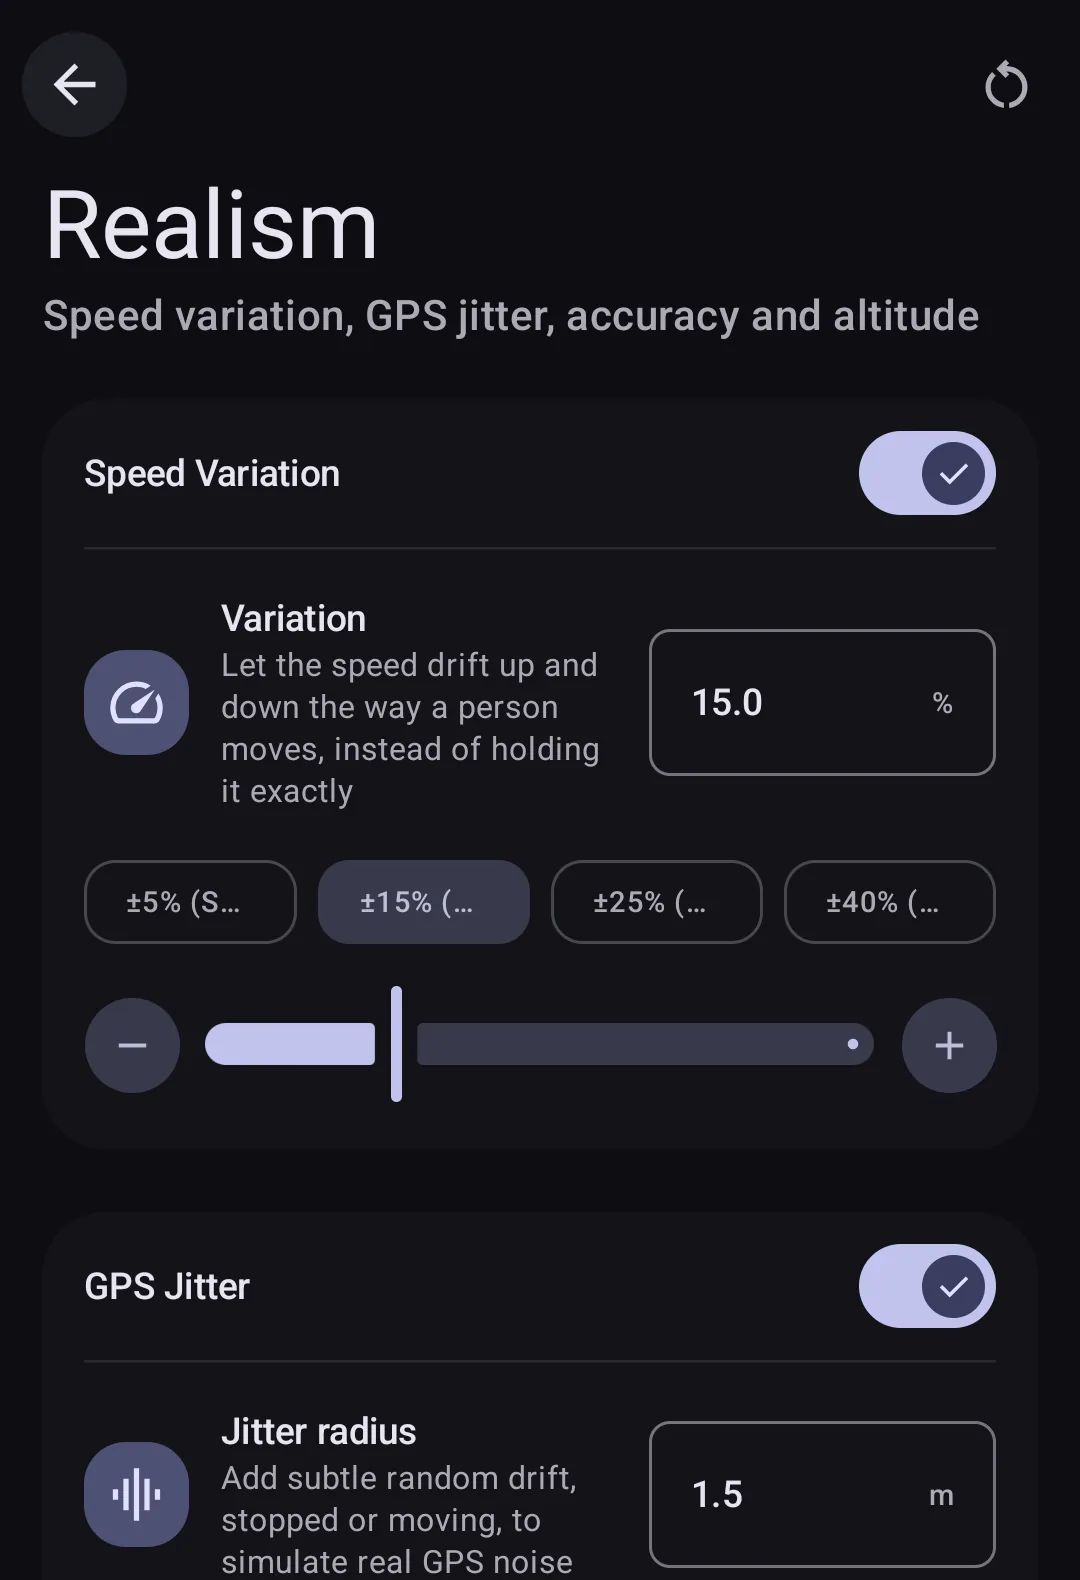 Realism
Speed variation, GPS jitter, accuracy and altitude
Speed Variation
Variation
Let the speed drift up and
down the way a person
moves, instead of holding
it exactly
15.0 %
±5% (S... ±15% (... ±25% (... ±40% (...
GPS Jitter
Jitter radius
Add subtle random drift,
stopped or moving, to
simulate real GPS noise
1.5 m